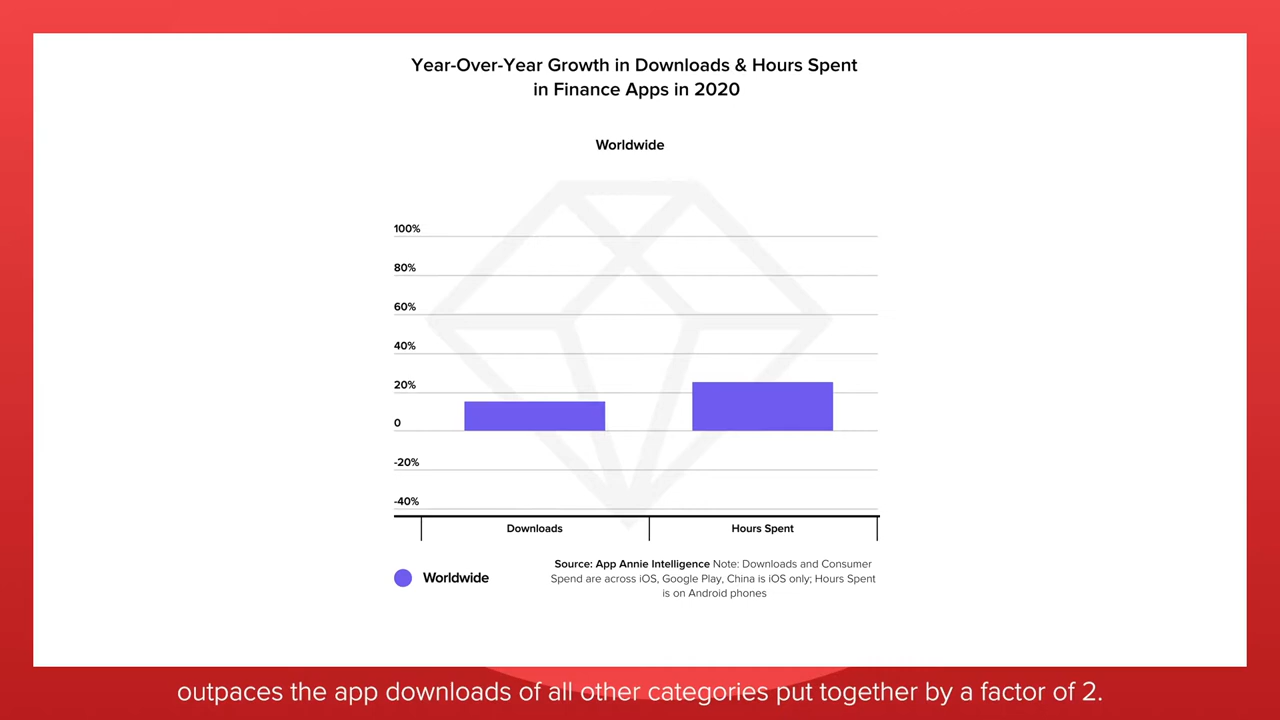 Year-Over-Year Growth in Downloads & Hours Spent
in Finance Apps in 2020
Worldwide
100%
80%
60%
40%
20%
0
-20%
-40%
Downloads
Hours Spent
Worldwide
Source: App Annie Intelligence Note: Downloads and Consumer
Spend are across iOS, Google Play, China is iOS only; Hours Spent
is on Android phones
outpaces the app downloads of all other categories put together by a factor of 2.